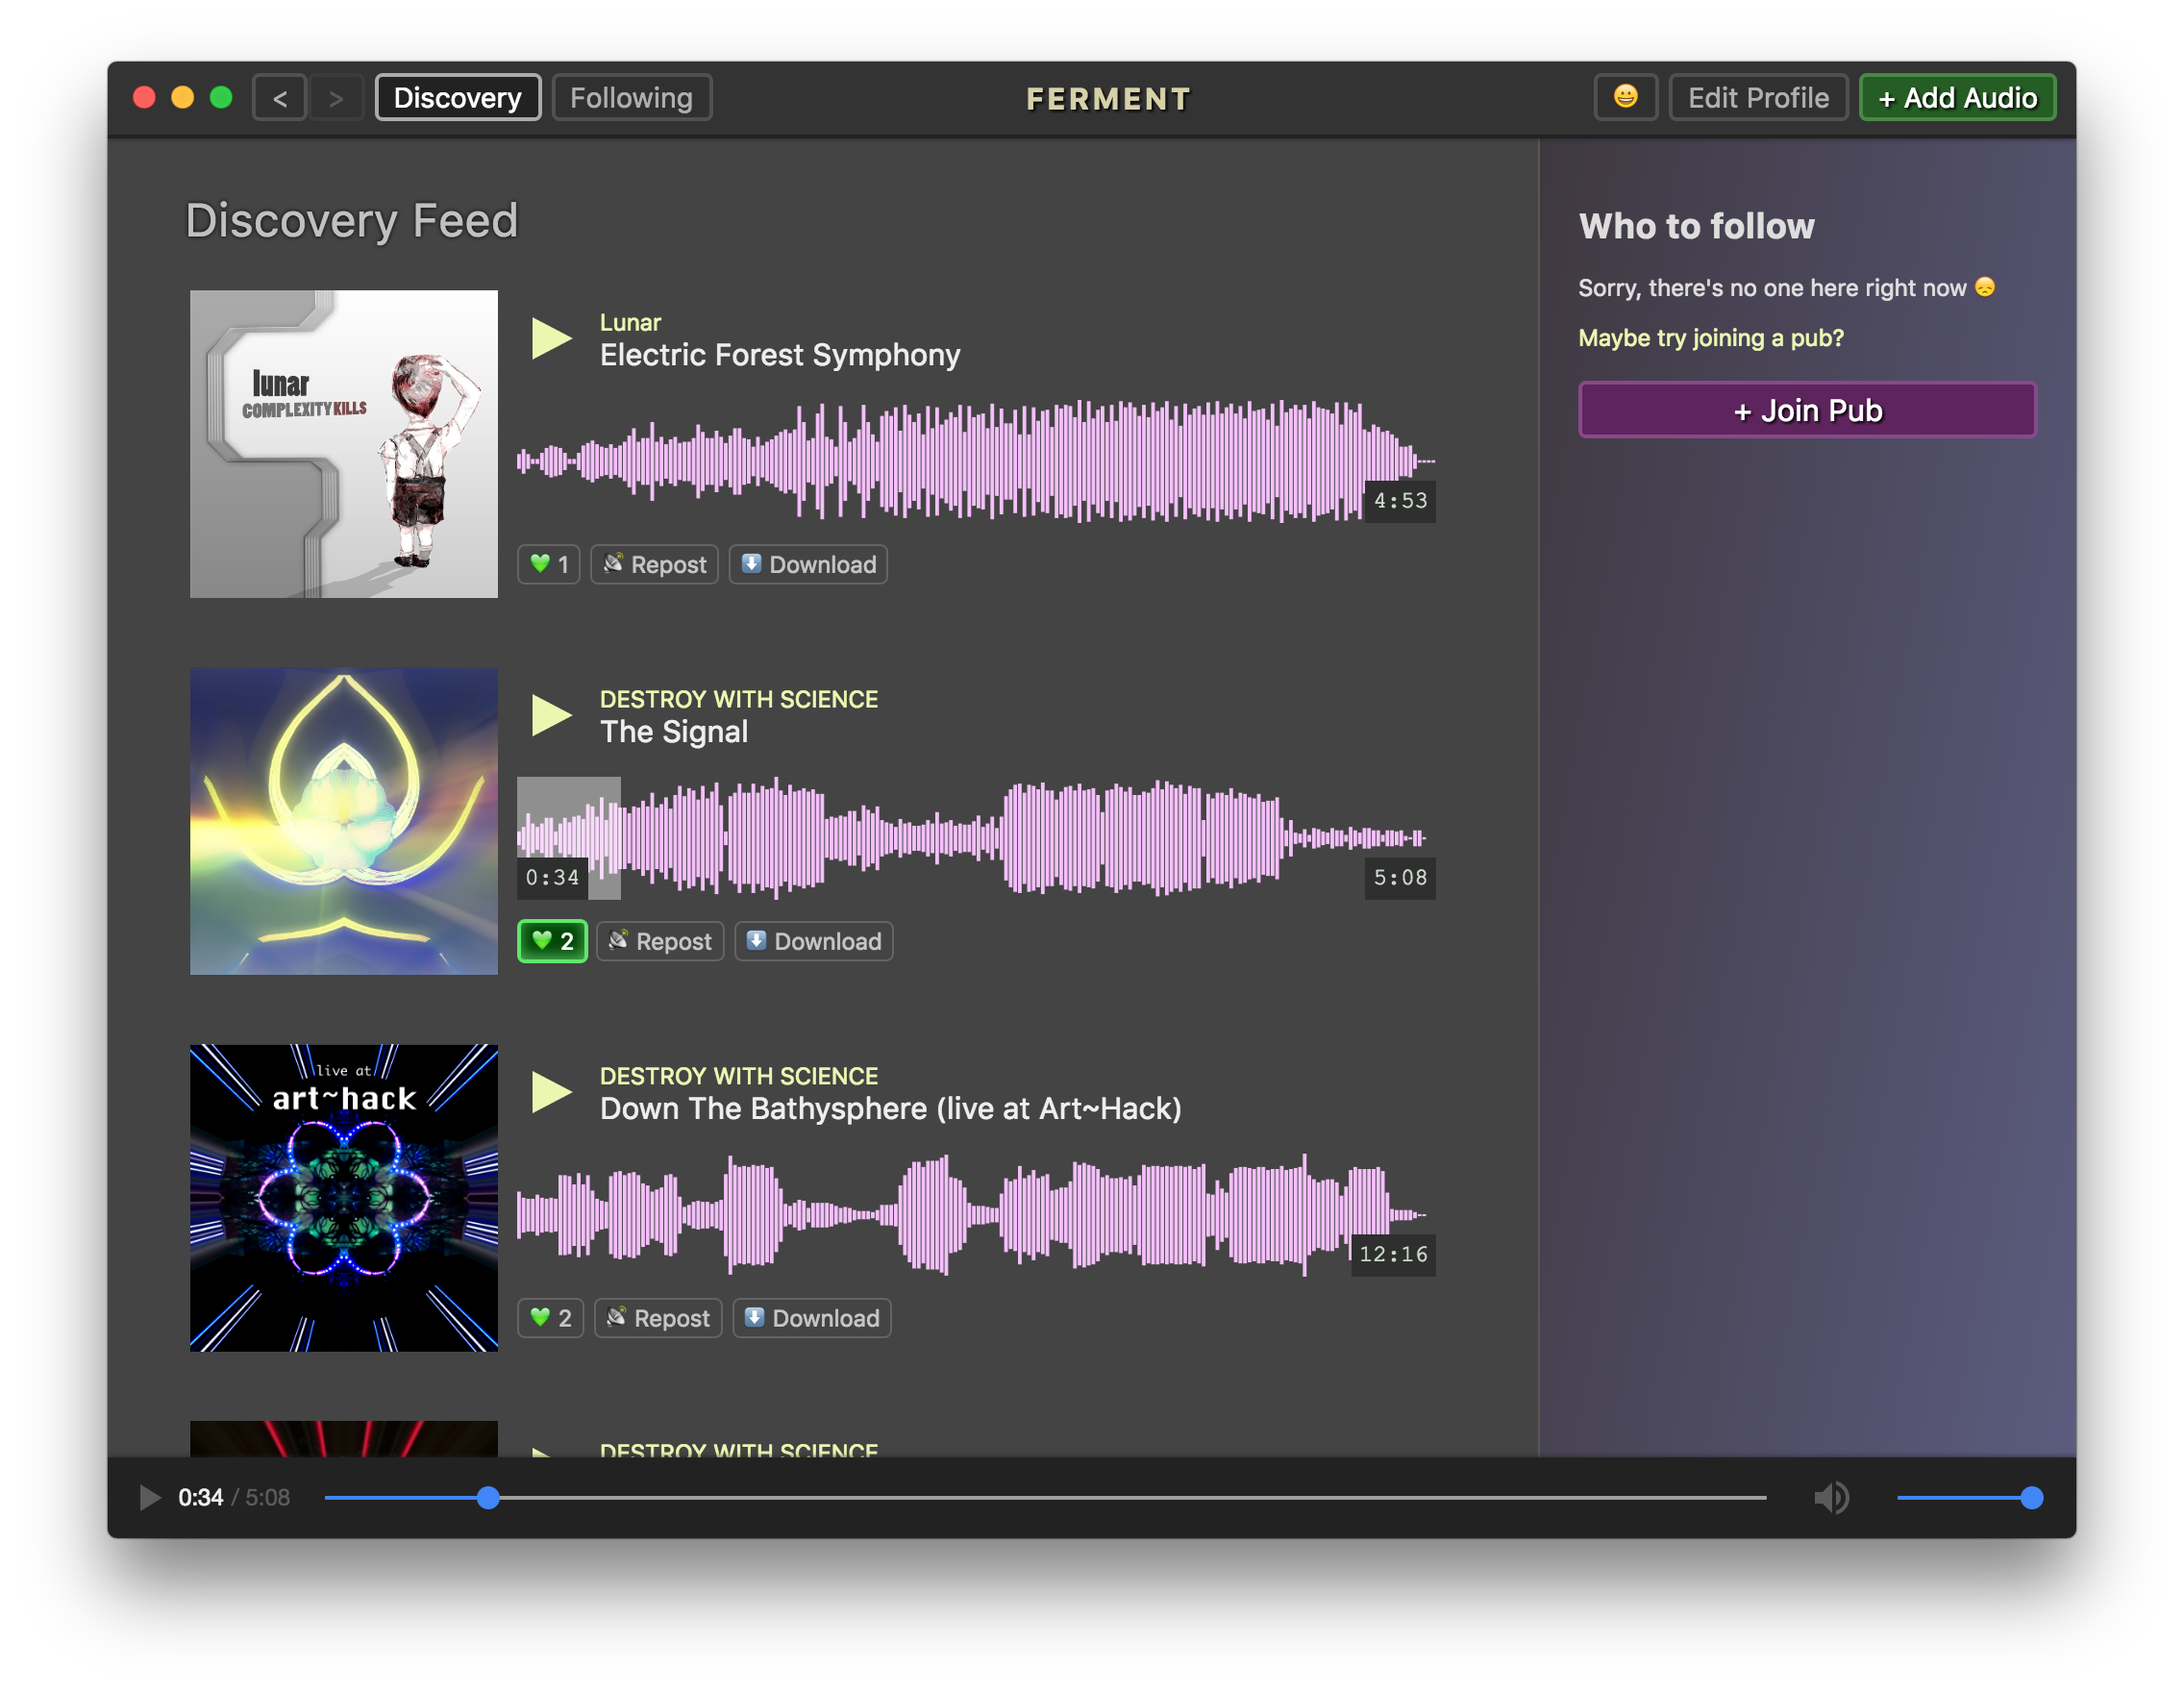 < > Discovery Following FERMENT 😀 Edit Profile + Add Audio
Discovery Feed
lunar
COMPLEXITYKILLS
Lunar
Electric Forest Symphony
4:53
💚 1 Repost Download
DESTROY WITH SCIENCE
The Signal
0:34 5:08
💚 2 Repost Download
live at
art~hack
DESTROY WITH SCIENCE
Down The Bathysphere (live at Art~Hack)
12:16
💚 2 Repost Download
DESTROY WITH SCIENCE
Who to follow
Sorry, there's no one here right now 😞
Maybe try joining a pub?
+ Join Pub
0:34 / 5:08